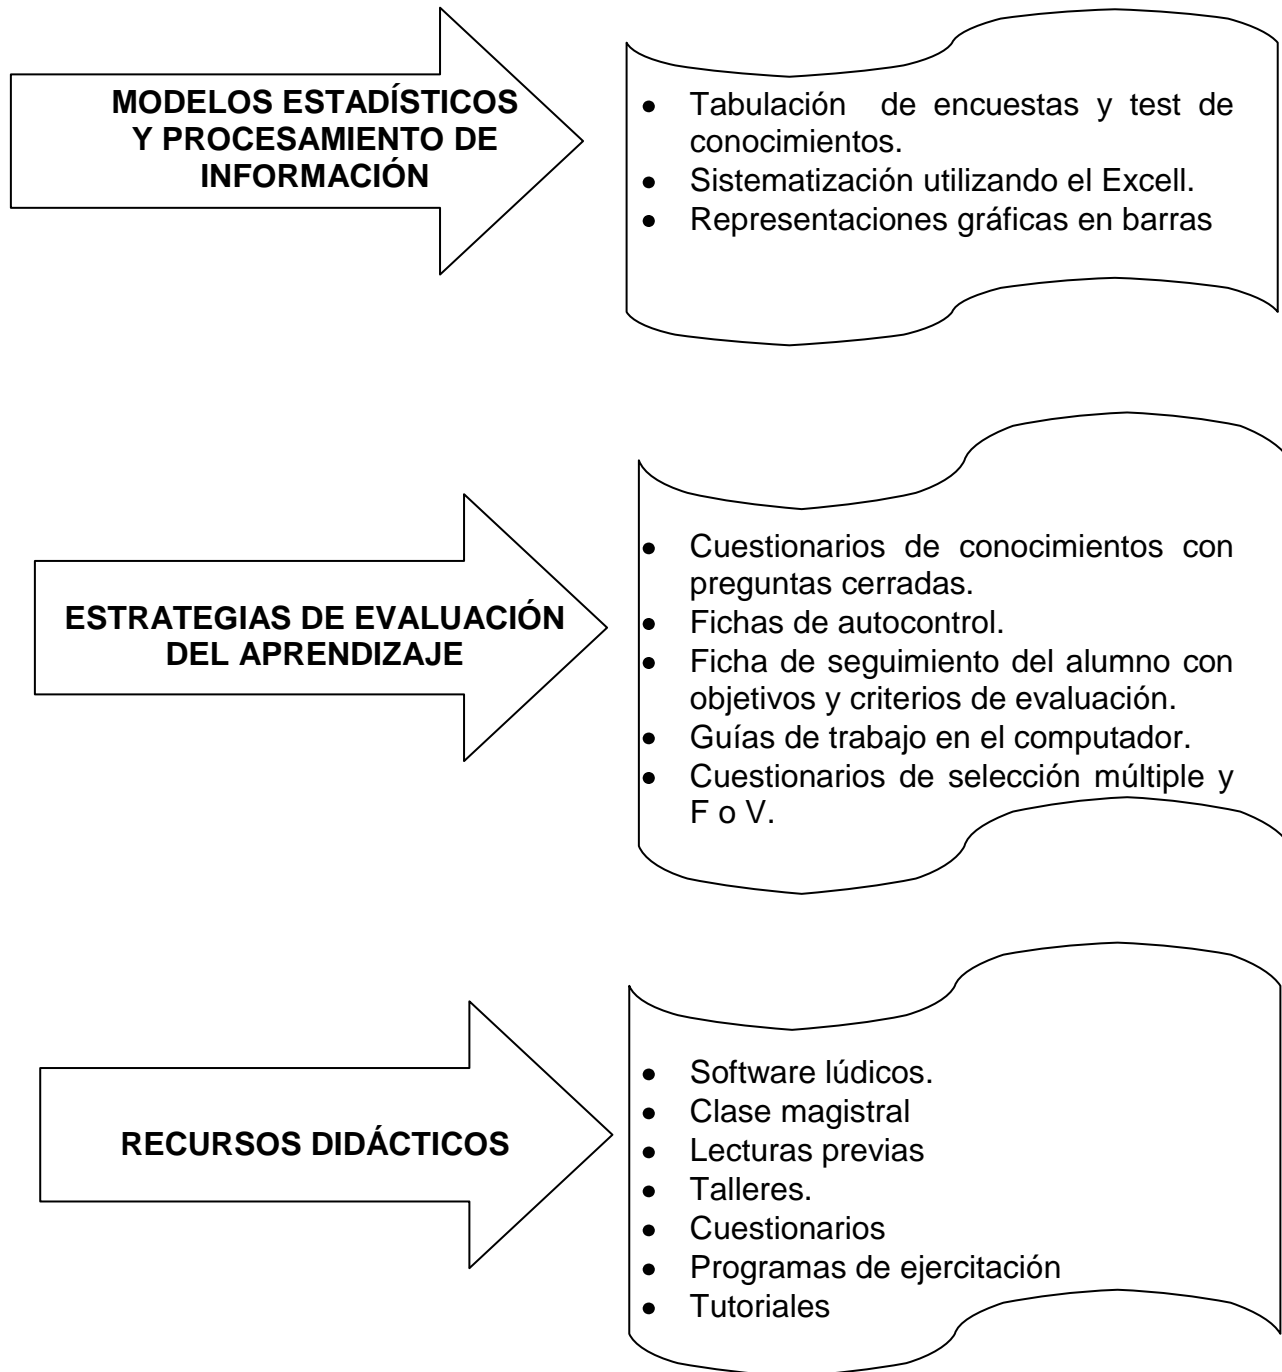 MODELOS ESTADÍSTICOS
Y PROCESAMIENTO DE
INFORMACIÓN
● Tabulación de encuestas y test de
conocimientos.
● Sistematización utilizando el Excell.
● Representaciones gráficas en barras
ESTRATEGIAS DE EVALUACIÓN
DEL APRENDIZAJE
● Cuestionarios de conocimientos con
preguntas cerradas.
● Fichas de autocontrol.
● Ficha de seguimiento del alumno con
objetivos y criterios de evaluación.
● Guías de trabajo en el computador.
● Cuestionarios de selección múltiple y
F o V.
RECURSOS DIDÁCTICOS
● Software lúdicos.
● Clase magistral
● Lecturas previas
● Talleres.
● Cuestionarios
● Programas de ejercitación
● Tutoriales